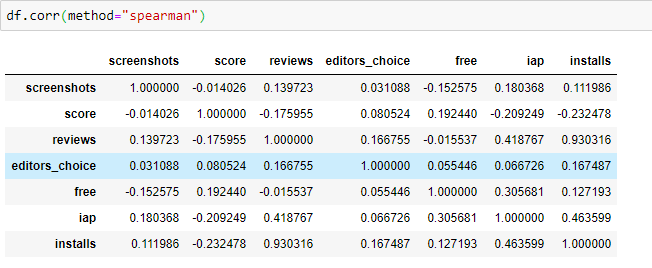 df.corr(method="spearman")
screenshots score reviews editors_choice free iap installs
screenshots 1.000000 -0.014026 0.139723 0.031088 -0.152575 0.180368 0.111986
score -0.014026 1.000000 -0.175955 0.080524 0.192440 -0.209249 -0.232478
reviews 0.139723 -0.175955 1.000000 0.166755 -0.015537 0.418767 0.930316
editors_choice 0.031088 0.080524 0.166755 1.000000 0.055446 0.066726 0.167487
free -0.152575 0.192440 -0.015537 0.055446 1.000000 0.305681 0.127193
iap 0.180368 -0.209249 0.418767 0.066726 0.305681 1.000000 0.463599
installs 0.111986 -0.232478 0.930316 0.167487 0.127193 0.463599 1.000000